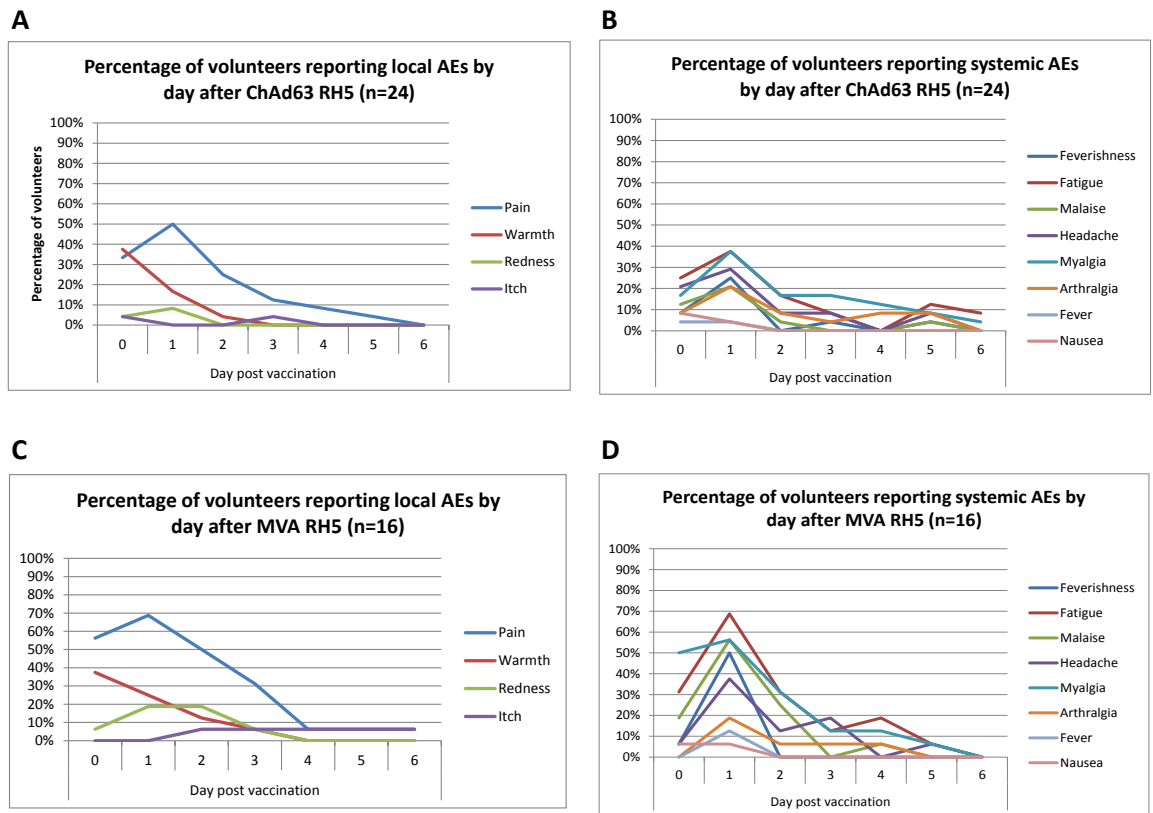 A
Percentage of volunteers reporting local AEs by
day after ChAd63 RH5 (n=24)
Percentage of volunteers
100%
90%
80%
70%
60%
50%
40%
30%
20%
10%
0%
0 1 2 3 4 5 6
Day post vaccination
Pain
Warmth
Redness
Itch
B
Percentage of volunteers reporting systemic AEs
by day after ChAd63 RH5 (n=24)
100%
90%
80%
70%
60%
50%
40%
30%
20%
10%
0%
0 1 2 3 4 5 6
Day post vaccination
Feverishness
Fatigue
Malaise
Headache
Myalgia
Arthralgia
Fever
Nausea
C
Percentage of volunteers reporting local AEs by
day after MVA RH5 (n=16)
100%
90%
80%
70%
60%
50%
40%
30%
20%
10%
0%
0 1 2 3 4 5 6
Day post vaccination
Pain
Warmth
Redness
Itch
D
Percentage of volunteers reporting systemic AEs by
day after MVA RH5 (n=16)
100%
90%
80%
70%
60%
50%
40%
30%
20%
10%
0%
0 1 2 3 4 5 6
Day post vaccination
Feverishness
Fatigue
Malaise
Headache
Myalgia
Arthralgia
Fever
Nausea